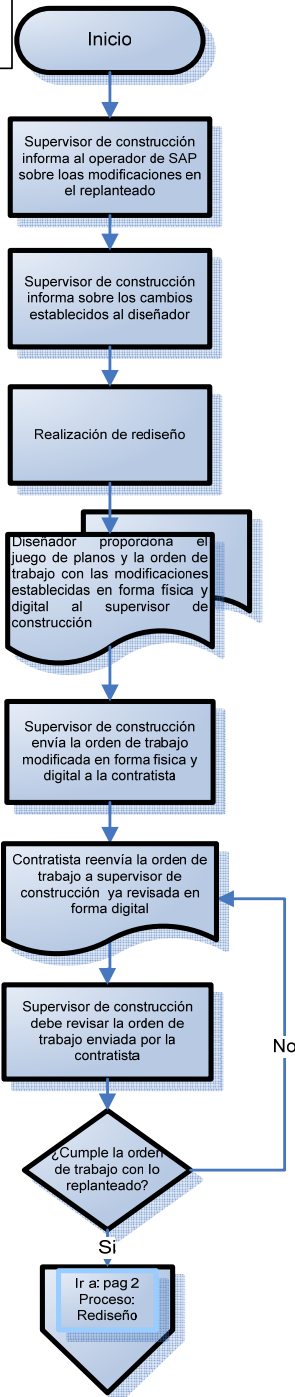 Inicio
Supervisor de construcción
informa al operador de SAP
sobre loas modificaciones en
el replanteado
Supervisor de construcción
informa sobre los cambios
establecidos al diseñador
Realización de rediseño
Diseñador proporciona el
juego de planos y la orden de
trabajo con las modificaciones
establecidas en forma física y
digital al supervisor de
construcción
Supervisor de construcción
envía la orden de trabajo
modificada en forma fisica y
digital a la contratista
Contratista reenvía la orden de
trabajo a supervisor de
construcción ya revisada en
forma digital
Supervisor de construcción
debe revisar la orden de
trabajo enviada por la
contratista
No
¿Cumple la orden
de trabajo con lo
replanteado?
Si
Ir a: pag 2
Proceso:
Rediseño